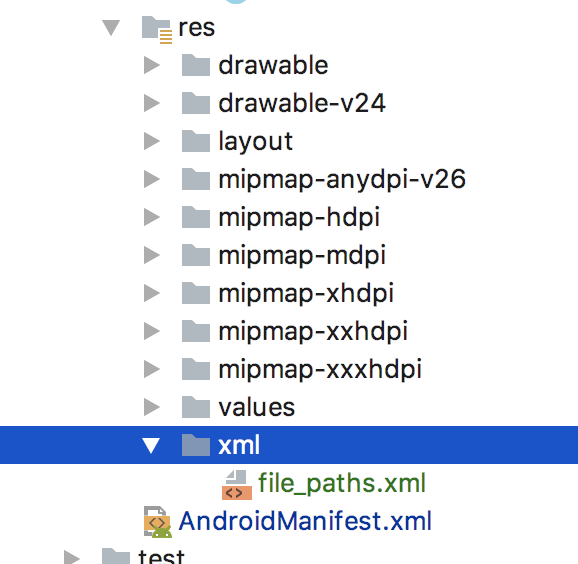 res
drawable
drawable-v24
layout
mipmap-anydpi-v26
mipmap-hdpi
mipmap-mdpi
mipmap-xhdpi
mipmap-xxhdpi
mipmap-xxxhdpi
values
xml
file_paths.xml
AndroidManifest.xml
test